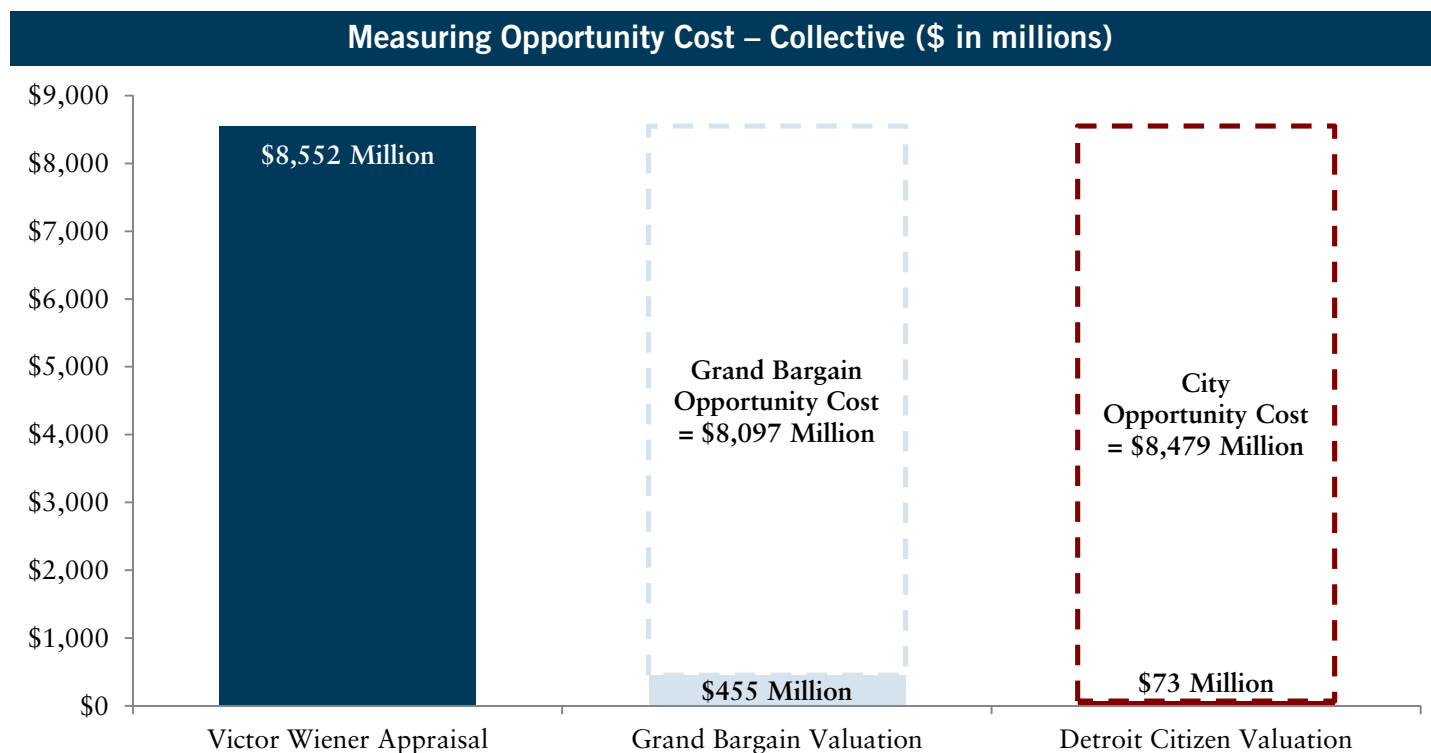 Measuring Opportunity Cost – Collective ($ in millions)
$9,000
$8,000
$7,000
$6,000
$5,000
$4,000
$3,000
$2,000
$1,000
$0
$8,552 Million
Grand Bargain
Opportunity Cost
= $8,097 Million
$455 Million
City
Opportunity Cost
= $8,479 Million
$73 Million
Victor Wiener Appraisal
Grand Bargain Valuation
Detroit Citizen Valuation